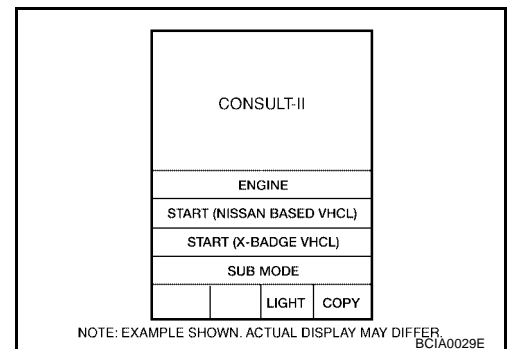 CONSULT-II
ENGINE
START (NISSAN BASED VHCL)
START (X-BADGE VHCL)
SUB MODE
LIGHT COPY
NOTE: EXAMPLE SHOWN. ACTUAL DISPLAY MAY DIFFER.
BCIA0029E